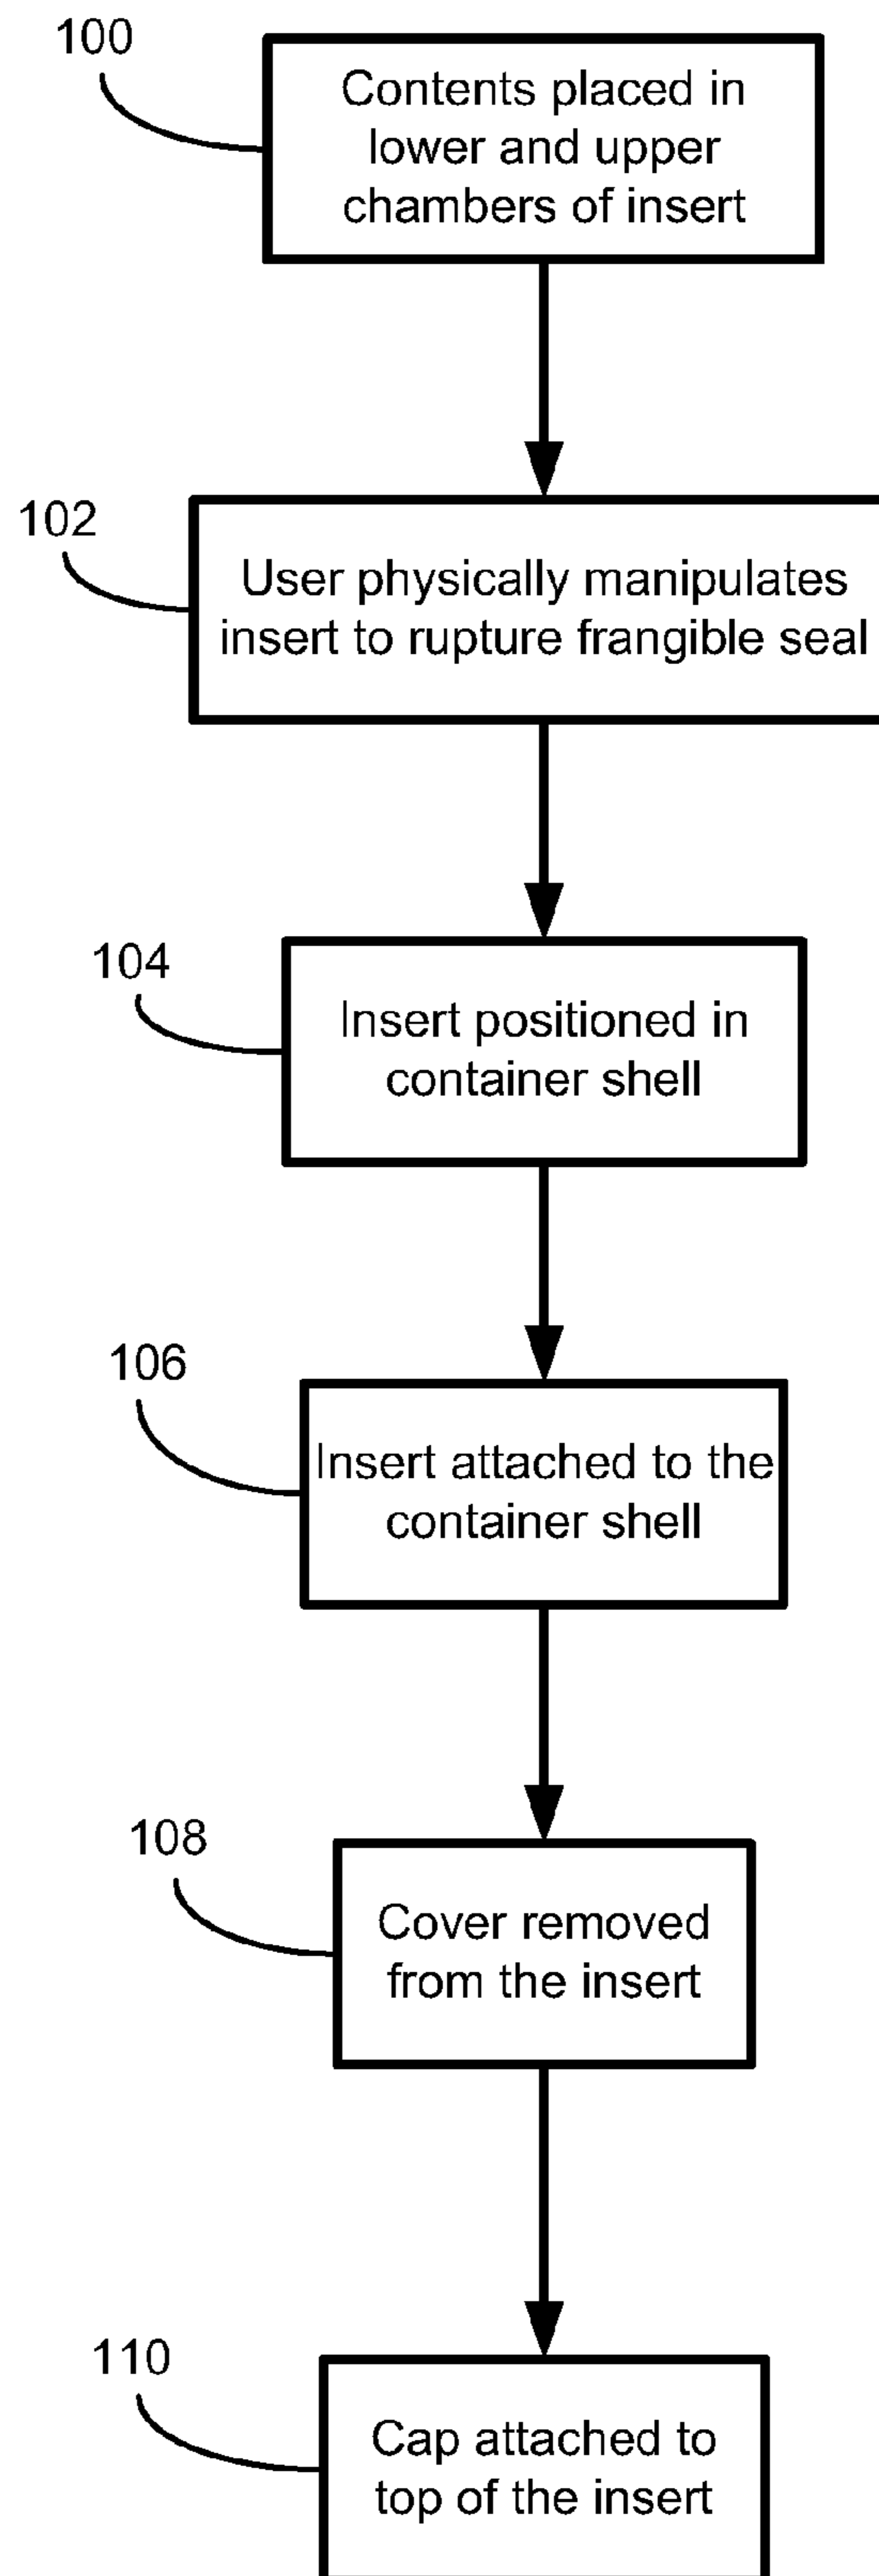 100
Contents placed in
lower and upper
chambers of insert
102
User physically manipulates
insert to rupture frangible seal
104
Insert positioned in
container shell
106
Insert attached to the
container shell
108
Cover removed
from the insert
110
Cap attached to
top of the insert